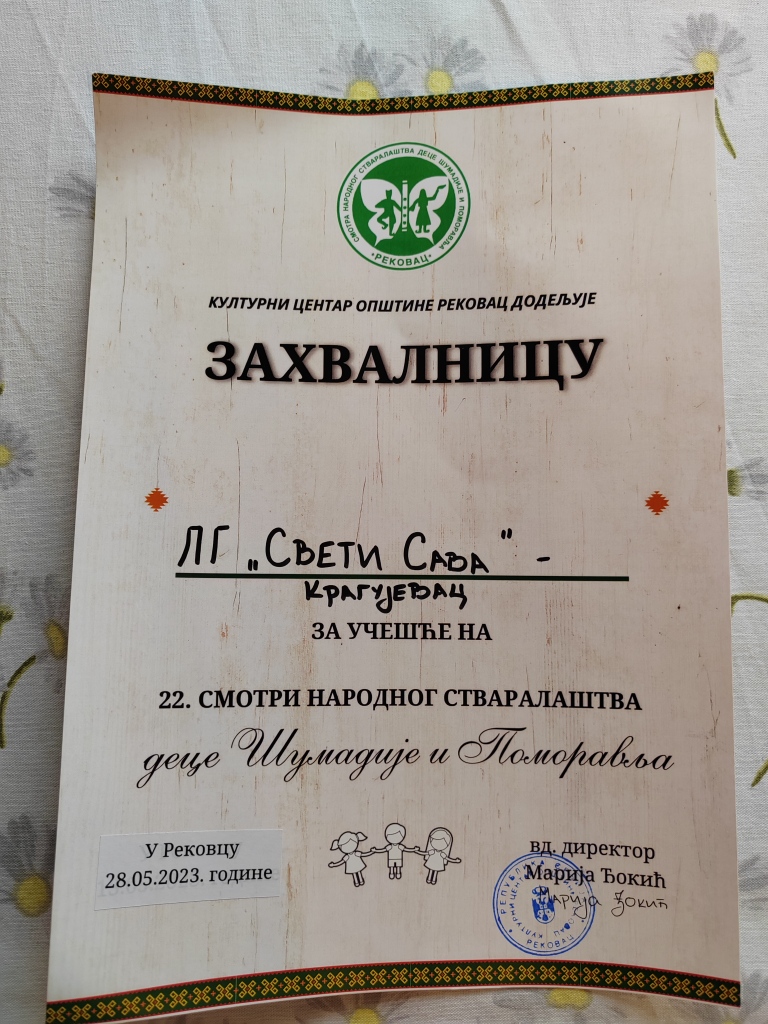 СМОТРА НАРОДНОГ СТВАРАЛАШТВА ДЕЦЕ ШУМАДИЈЕ И ПОМОРАВЉА
• РЕКОВАЦ •
КУЛТУРНИ ЦЕНТАР ОПШТИНЕ РЕКОВАЦ ДОДЕЉУЈЕ
ЗАХВАЛНИЦУ
ЛГ „СВЕТИ САВА" -
КРАГУЈЕВАЦ
ЗА УЧЕШЋЕ НА
22. СМОТРИ НАРОДНОГ СТВАРАЛАШТВА
деце Шумадије и Поморавља
У Рековцу
28.05.2023. године
вд. директор
Марија Ђокић
Марија Ђокић
РЕПУБЛИКА
РЕКОВАЦ